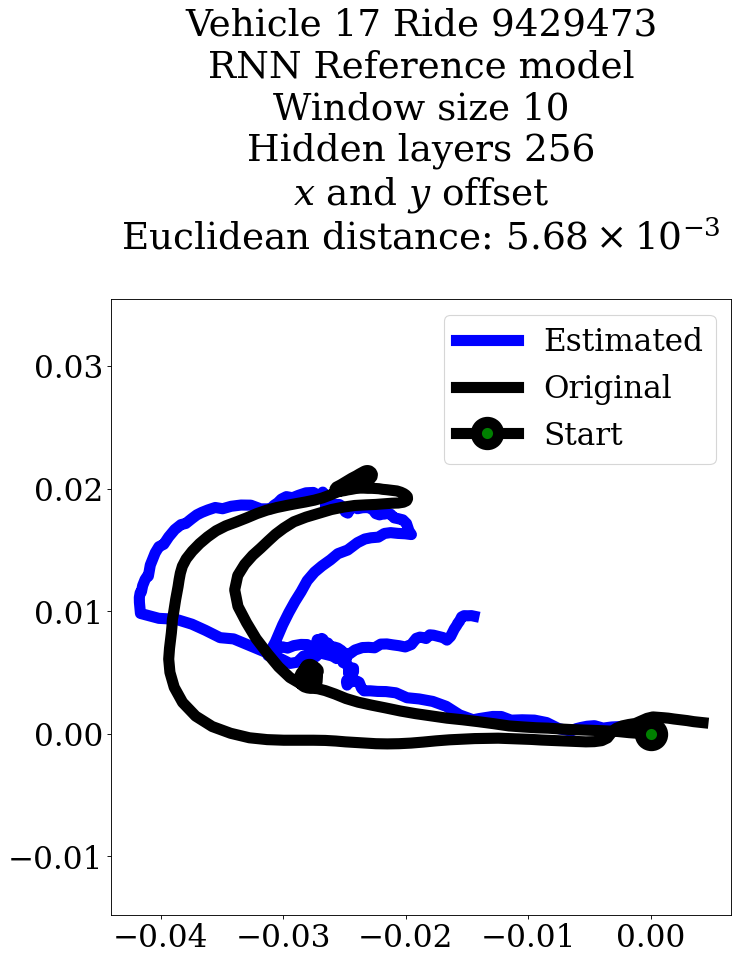 Vehicle 17 Ride 9429473
RNN Reference model
Window size 10
Hidden layers 256
x and y offset
Euclidean distance: 5.68 × 10⁻³
Estimated
Original
Start
0.03
0.02
0.01
0.00
−0.01
−0.04 −0.03 −0.02 −0.01 0.00